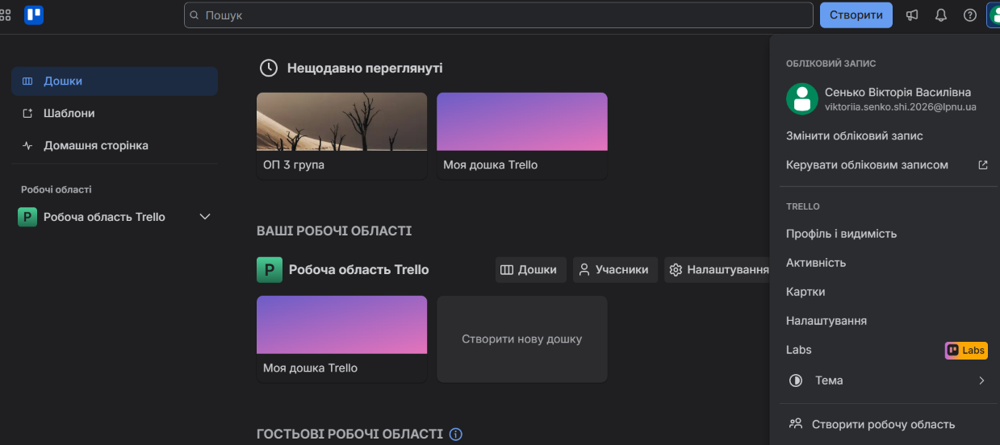 Пошук
Створити
Дошки
Шаблони
Домашня сторінка
Робочі області
P Робоча область Trello
Нещодавно переглянуті
ОП 3 група
Моя дошка Trello
ВАШІ РОБОЧІ ОБЛАСТІ
P Робоча область Trello
Дошки
Учасники
Налаштування
Моя дошка Trello
Створити нову дошку
ГОСТЬОВІ РОБОЧІ ОБЛАСТІ
ОБЛІКОВИЙ ЗАПИС
Сенько Вікторія Василівна
viktoriia.senko.shi.2026@lpnu.ua
Змінити обліковий запис
Керувати обліковим записом
TRELLO
Профіль і видимість
Активність
Картки
Налаштування
Labs Labs
Тема
Створити робочу область